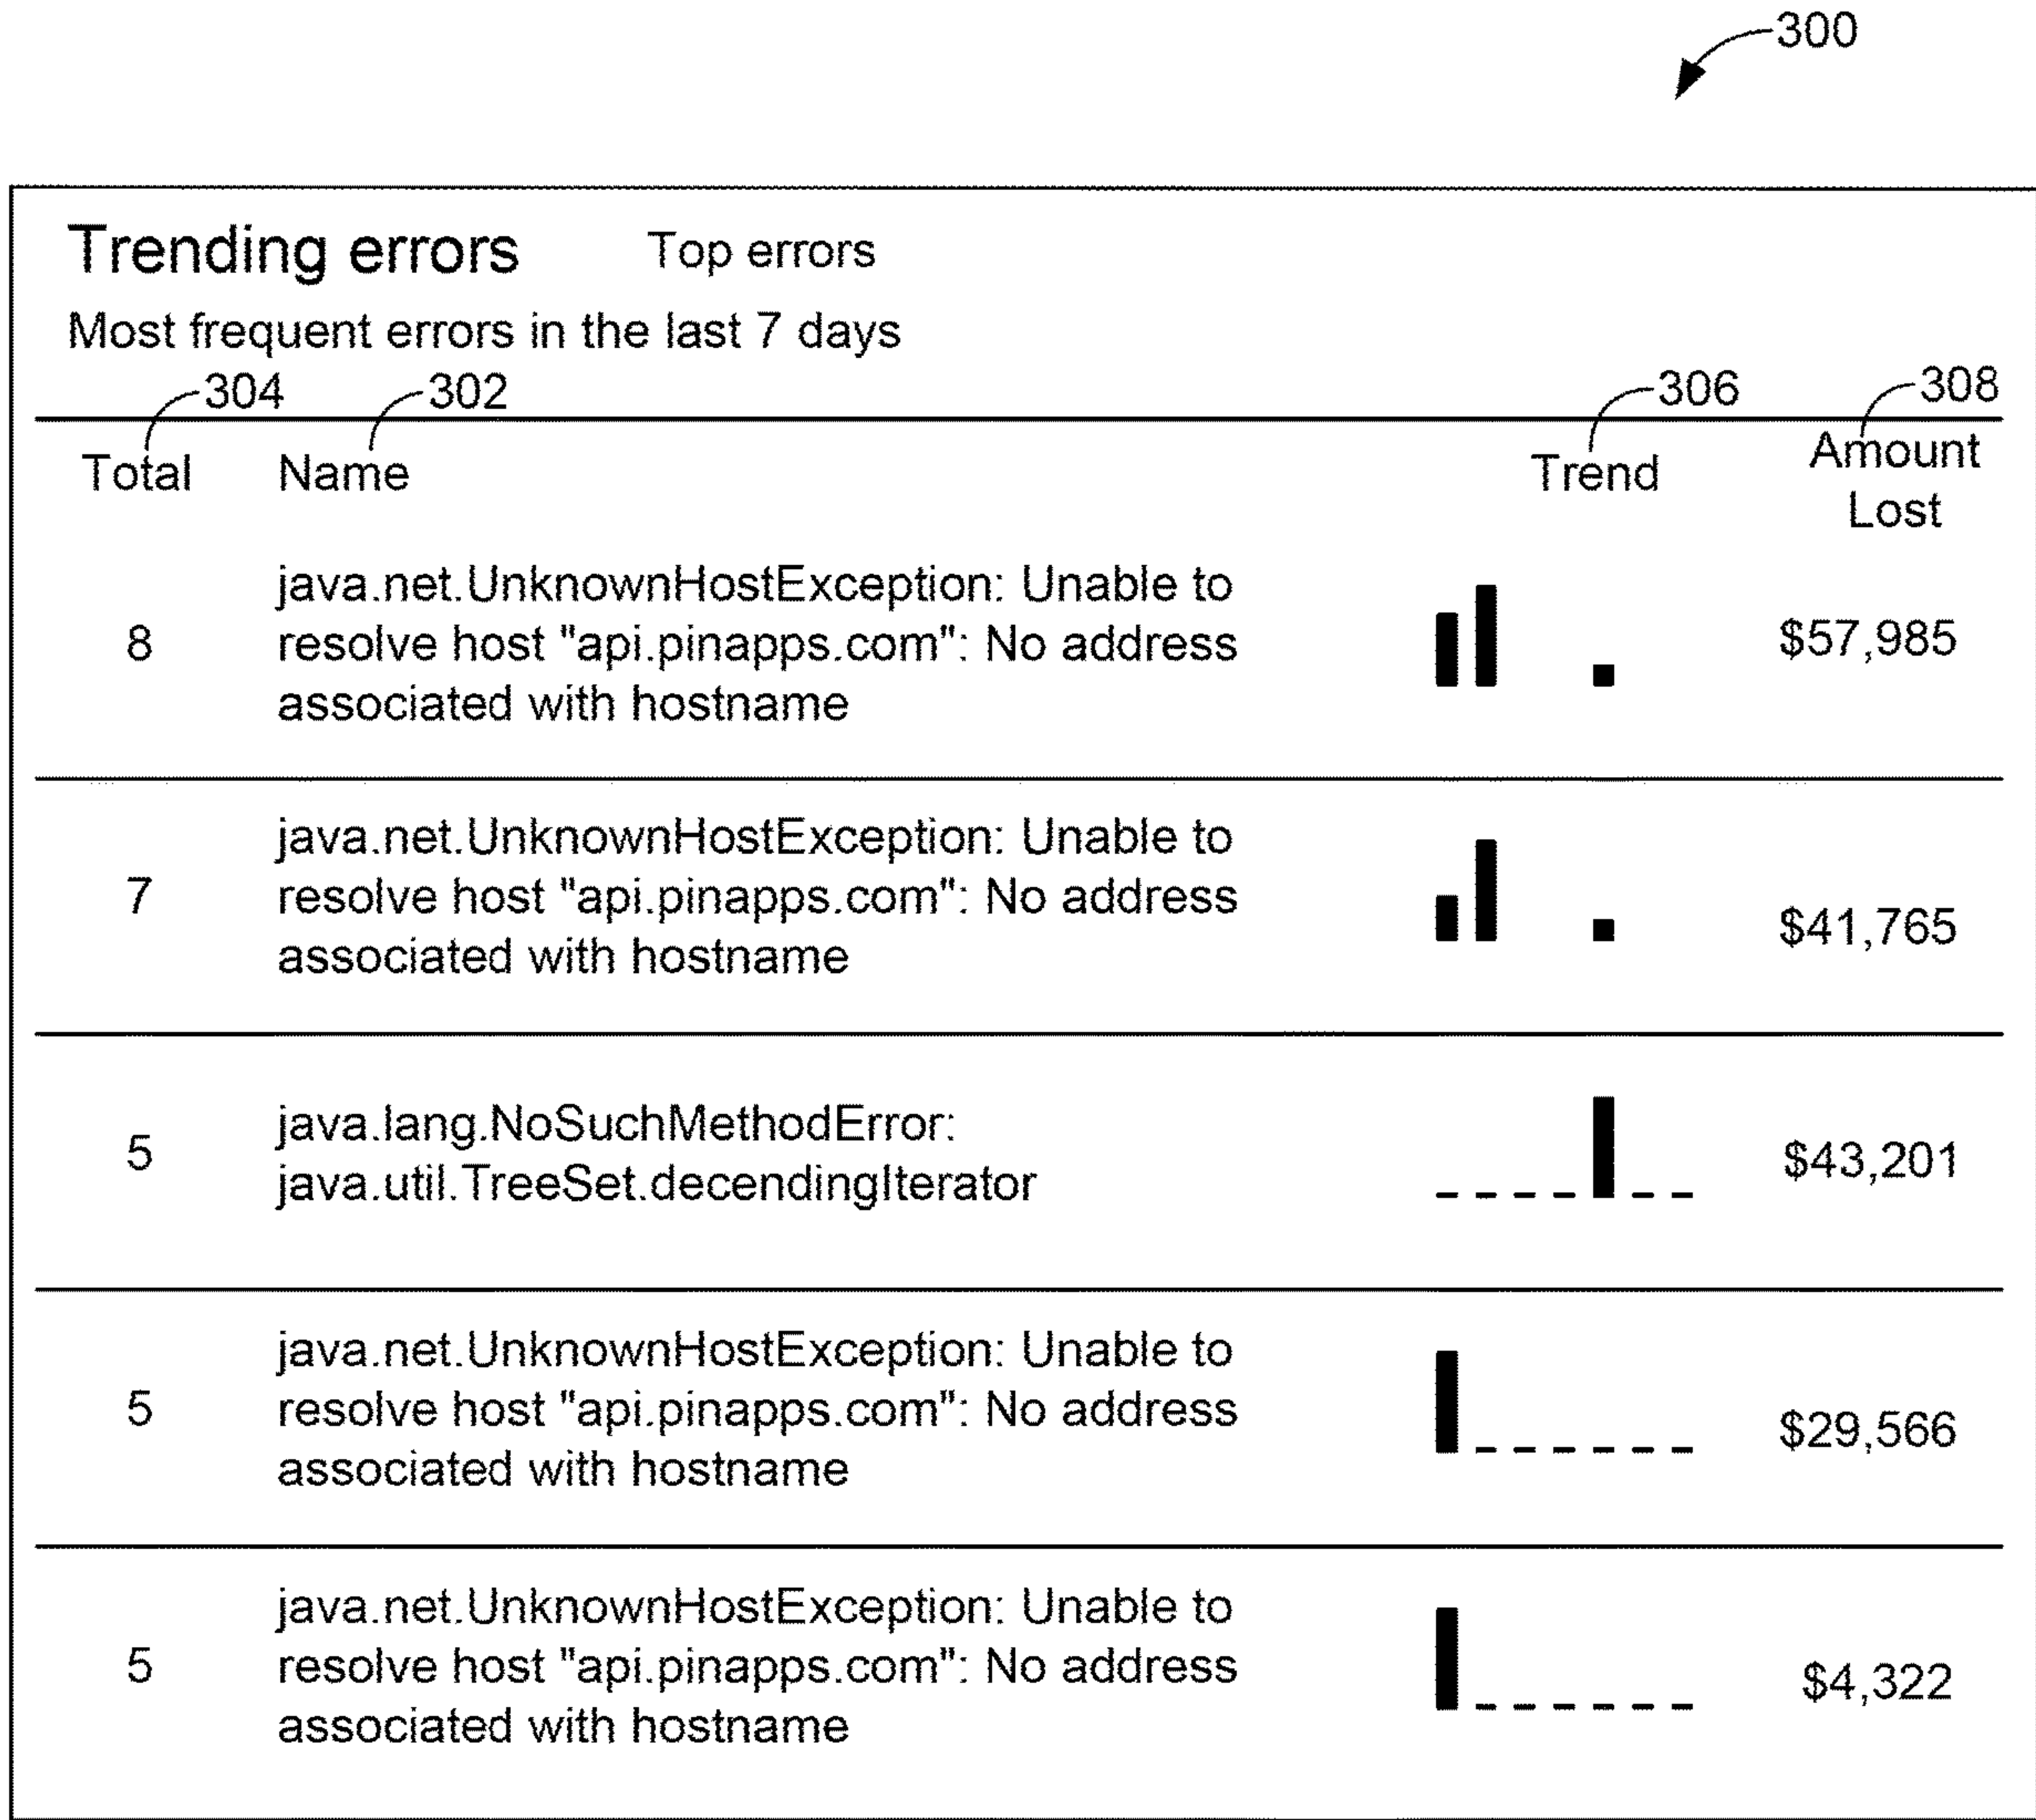 300
Trending errors Top errors
Most frequent errors in the last 7 days
304 302 306 308
Total Name Trend Amount Lost
java.net.UnknownHostException: Unable to
8 resolve host "api.pinapps.com": No address $57,985
associated with hostname
java.net.UnknownHostException: Unable to
7 resolve host "api.pinapps.com": No address $41,765
associated with hostname
java.lang.NoSuchMethodError:
5 $43,201
java.util.TreeSet.decendingIterator
java.net.UnknownHostException: Unable to
5 resolve host "api.pinapps.com": No address $29,566
associated with hostname
java.net.UnknownHostException: Unable to
5 resolve host "api.pinapps.com": No address $4,322
associated with hostname